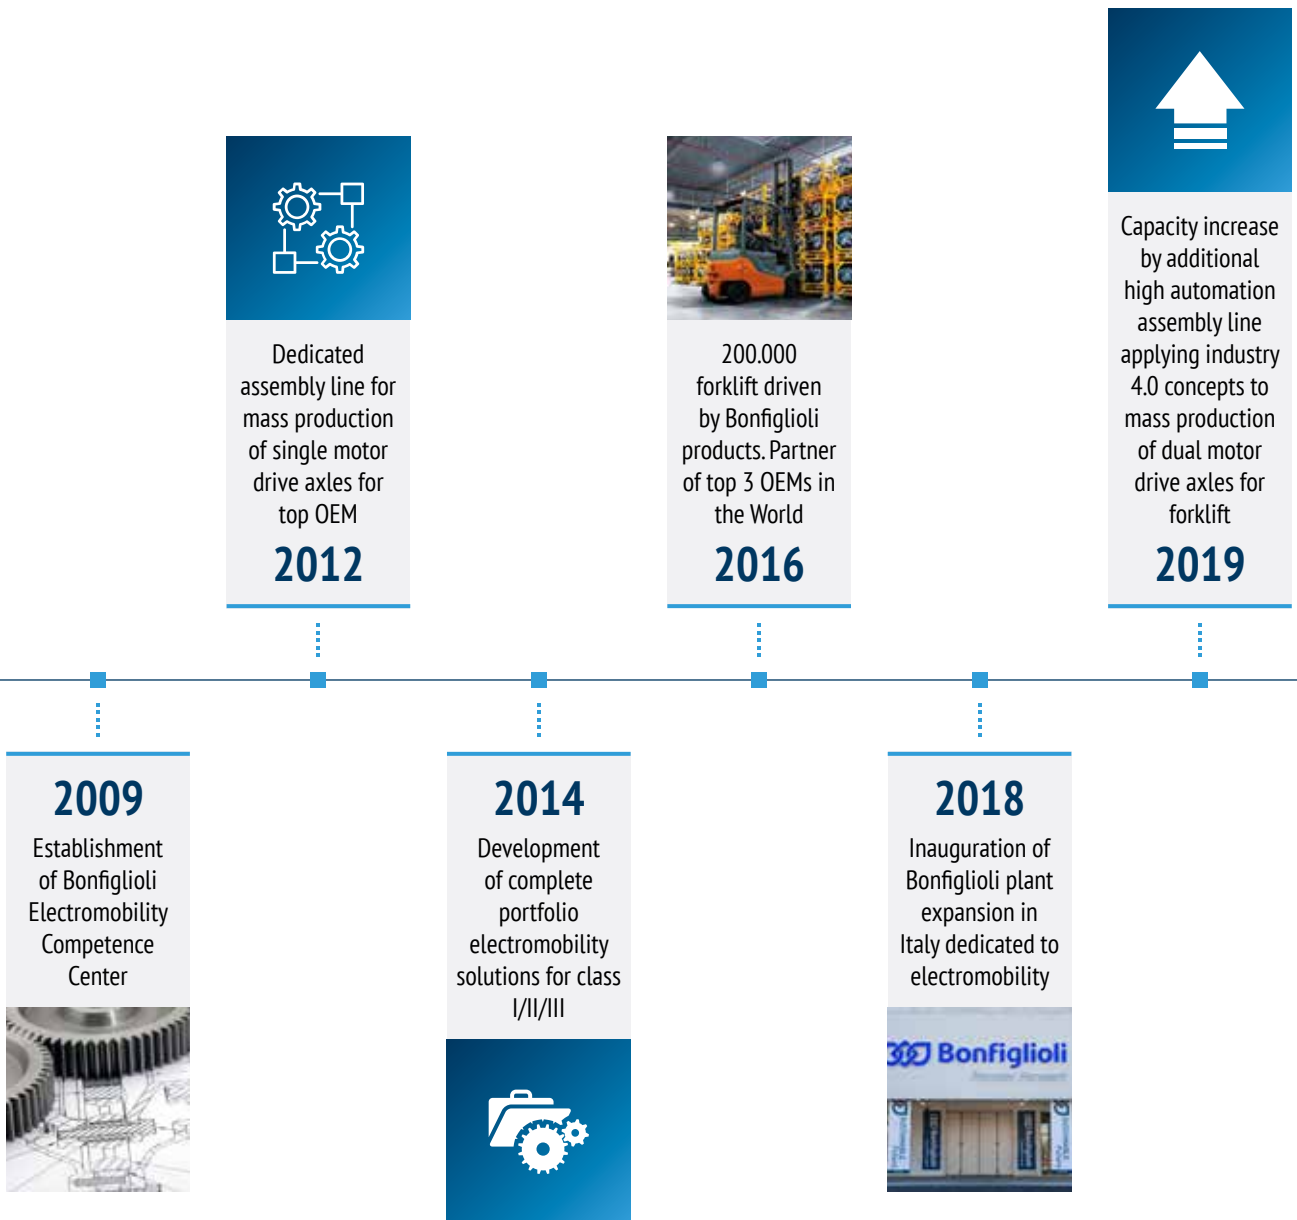 2009
Establishment
of Bonfiglioli
Electromobility
Competence
Center
Dedicated
assembly line for
mass production
of single motor
drive axles for
top OEM
2012
2014
Development
of complete
portfolio
electromobility
solutions for class
I/II/III
200.000
forklift driven
by Bonfiglioli
products. Partner
of top 3 OEMs in
the World
2016
2018
Inauguration of
Bonfiglioli plant
expansion in
Italy dedicated to
electromobility
Bonfiglioli
Capacity increase
by additional
high automation
assembly line
applying industry
4.0 concepts to
mass production
of dual motor
drive axles for
forklift
2019